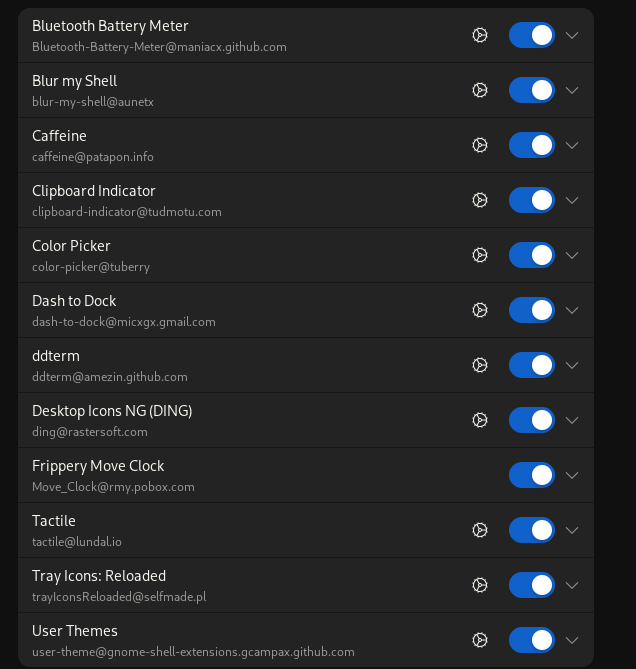 Bluetooth Battery Meter
Bluetooth-Battery-Meter@maniacx.github.com
Blur my Shell
blur-my-shell@aunetx
Caffeine
caffeine@patapon.info
Clipboard Indicator
clipboard-indicator@tudmotu.com
Color Picker
color-picker@tuberry
Dash to Dock
dash-to-dock@micxgx.gmail.com
ddterm
ddterm@amezin.github.com
Desktop Icons NG (DING)
ding@rastersoft.com
Frippery Move Clock
Move_Clock@rmy.pobox.com
Tactile
tactile@lundal.io
Tray Icons: Reloaded
trayIconsReloaded@selfmade.pl
User Themes
user-theme@gnome-shell-extensions.gcampax.github.com